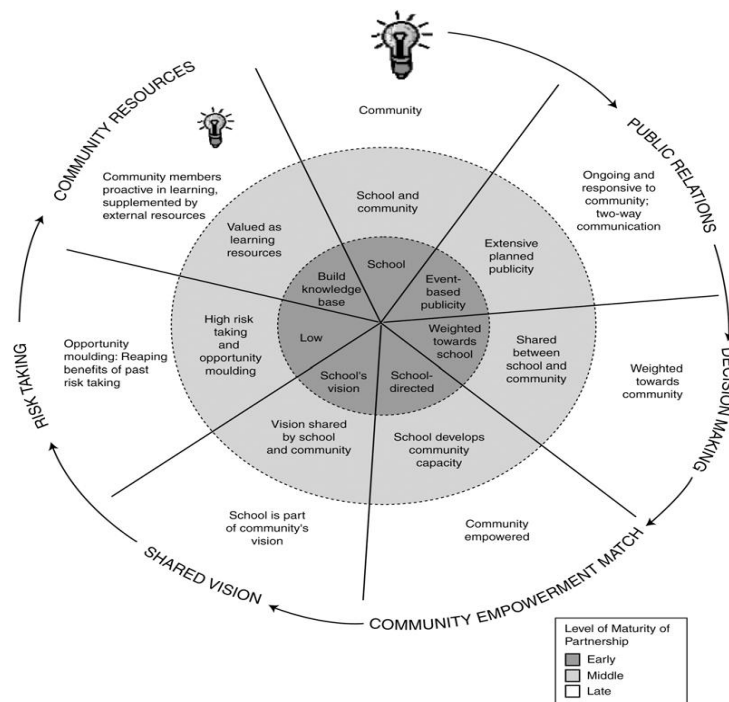 Community
COMMUNITY RESOURCES
PUBLIC RELATIONS
Community members
proactive in learning,
supplemented by
external resources
Ongoing and
responsive to
community;
two-way
communication
School and
community
Valued as
learning
resources
Extensive
planned
publicity
School
Build
knowledge
base
Event-
based
publicity
Opportunity
moulding: Reaping
benefits of past
risk taking
High risk
taking
and
opportunity
moulding
Low
Weighted
towards
school
Shared
between
school and
community
Weighted
towards
community
RISK TAKING
DECISION MAKING
School's
vision
School-
directed
Vision shared
by school
and community
School develops
community
capacity
School is part
of community's
vision
Community
empowered
SHARED VISION
COMMUNITY EMPOWERMENT MATCH
Level of Maturity of
Partnership
Early
Middle
Late